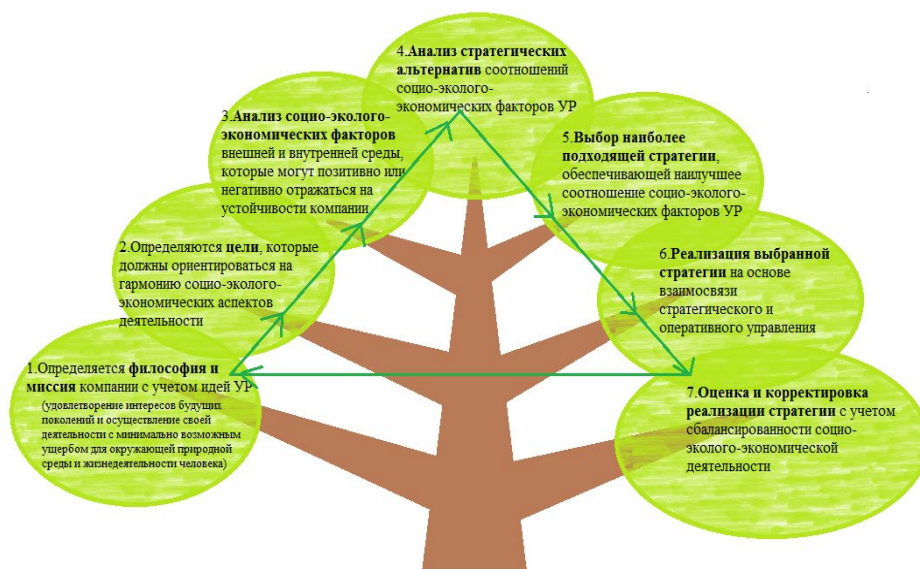 1.Определяется философия и
миссия компании с учетом идей УР
(удовлетворение интересов будущих
поколений и осуществление своей
деятельности с минимально возможным
ущербом для окружающей природной
среды и жизнедеятельности человека)
2.Определяются цели, которые
должны ориентироваться на
гармонию социо-эколого-
экономических аспектов
деятельности
3.Анализ социо-эколого-
экономических факторов
внешней и внутренней среды,
которые могут позитивно или
негативно отражаться на
устойчивости компании
4.Анализ стратегических
альтернатив соотношений
социо-эколого-
экономических факторов УР
5.Выбор наиболее
подходящей стратегии,
обеспечивающей наилучшее
соотношение социо-эколого-
экономических факторов УР
6.Реализация выбранной
стратегии на основе
взаимосвязи
стратегического и
оперативного управления
7.Оценка и корректировка
реализации стратегии с учетом
сбалансированности социо-
эколого-экономической
деятельности